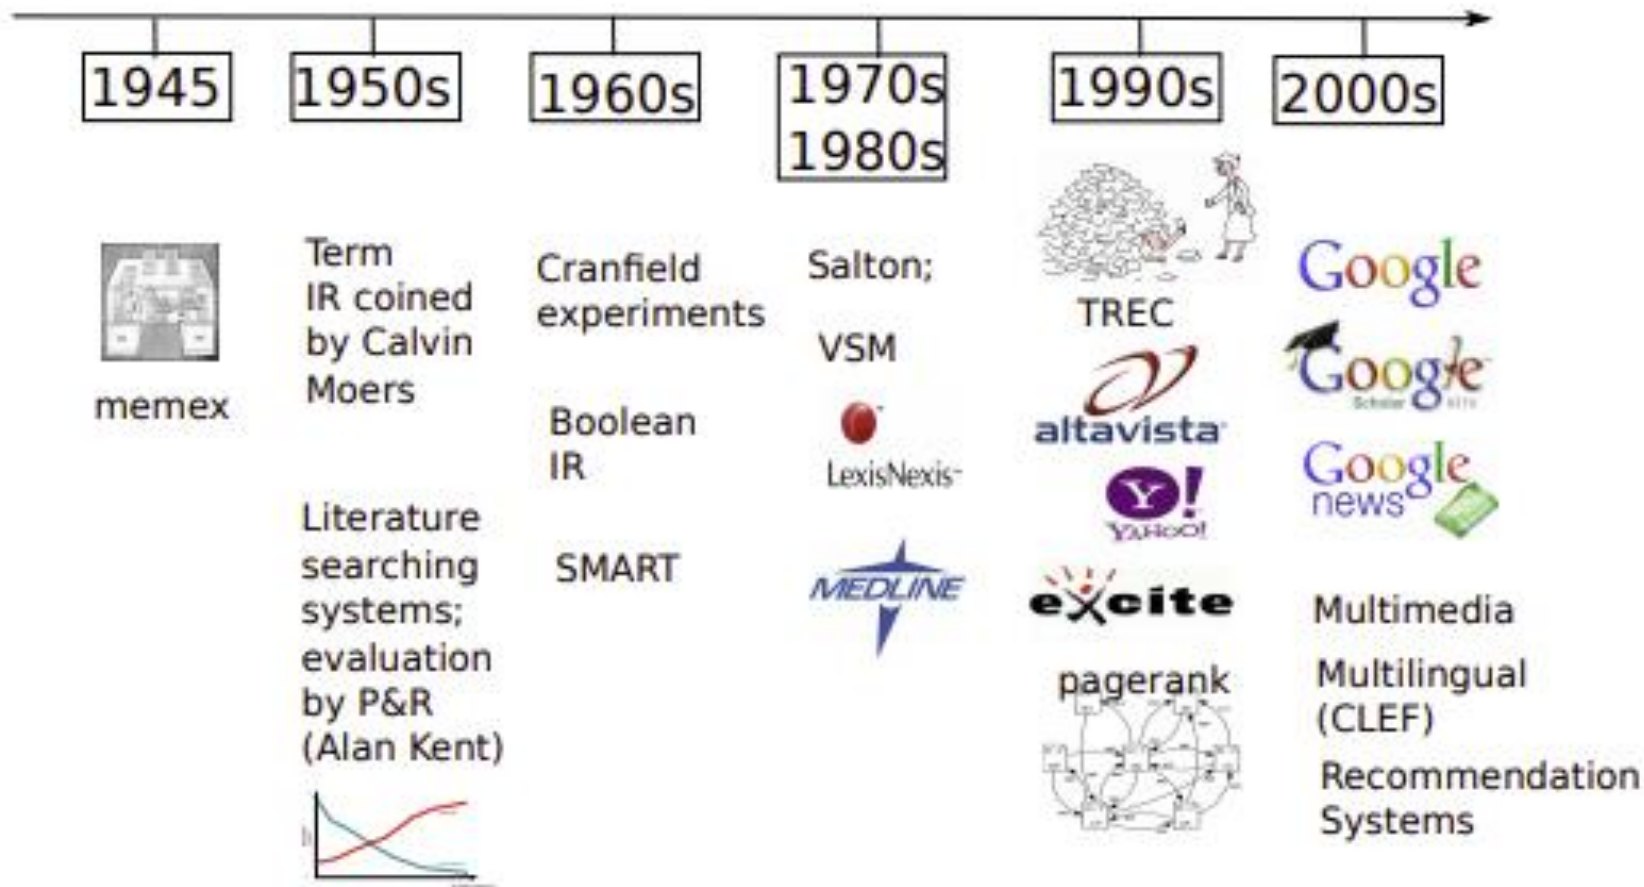 1945
1950s
1960s
1970s
1980s
1990s
2000s
memex
Term
IR coined
by Calvin
Moers
Literature
searching
systems;
evaluation
by P&R
(Alan Kent)
Cranfield
experiments
Boolean
IR
SMART
Salton;
VSM
LexisNexis
MEDLINE
TREC
altavista
Y!
YAHOO!
excite
pagerank
Google
Google
Scholar
Google
news
Multimedia
Multilingual
(CLEF)
Recommendation
Systems